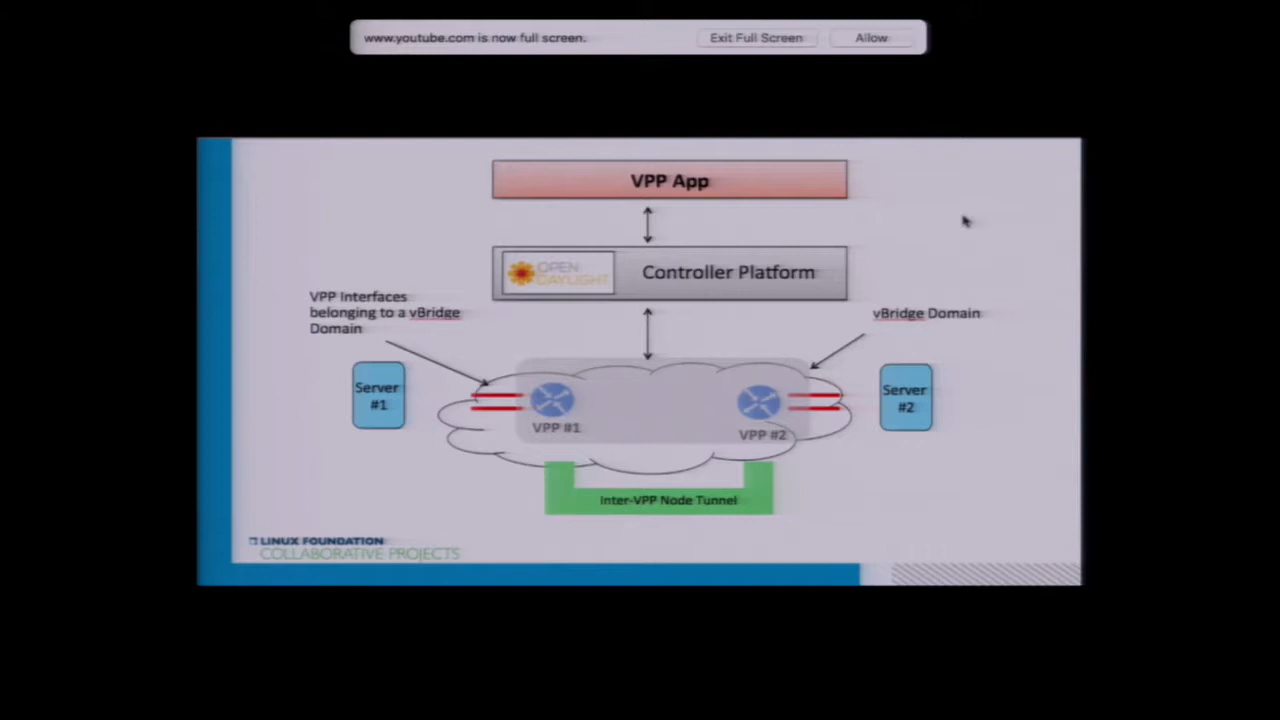 www.youtube.com is now full screen.
Exit Full Screen
Allow
VPP App
OPEN
DAYLIGHT
Controller Platform
VPP Interfaces
belonging to a vBridge
Domain
vBridge Domain
Server
#1
VPP #1
VPP #2
Server
#2
Inter-VPP Node Tunnel
LINUX FOUNDATION
COLLABORATIVE PROJECTS